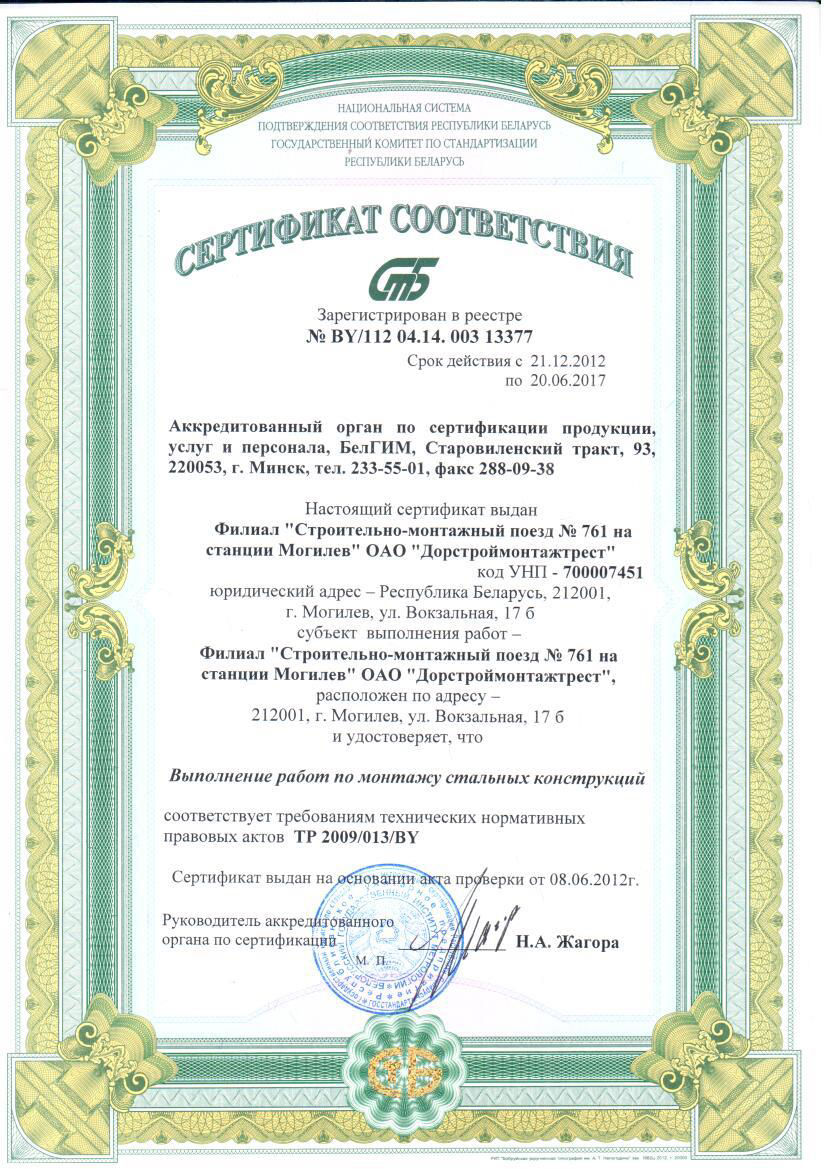 НАЦИОНАЛЬНАЯ СИСТЕМА
ПОДТВЕРЖДЕНИЯ СООТВЕТСТВИЯ РЕСПУБЛИКИ БЕЛАРУСЬ
ГОСУДАРСТВЕННЫЙ КОМИТЕТ ПО СТАНДАРТИЗАЦИИ
РЕСПУБЛИКИ БЕЛАРУСЬ
СЕРТИФИКАТ СООТВЕТСТВИЯ
СТБ
Зарегистрирован в реестре
№ BY/112 04.14. 003 13377
Срок действия с 21.12.2012
по 20.06.2017
Аккредитованный орган по сертификации продукции,
услуг и персонала, БелГИМ, Старовиленский тракт, 93,
220053, г. Минск, тел. 233-55-01, факс 288-09-38
Настоящий сертификат выдан
Филиал "Строительно-монтажный поезд № 761 на
станции Могилев" ОАО "Дорстроймонтажтрест"
код УНП - 700007451
юридический адрес – Республика Беларусь, 212001,
г. Могилев, ул. Вокзальная, 17 б
субъект выполнения работ –
Филиал "Строительно-монтажный поезд № 761 на
станции Могилев" ОАО "Дорстроймонтажтрест",
расположен по адресу –
212001, г. Могилев, ул. Вокзальная, 17 б
и удостоверяет, что
Выполнение работ по монтажу стальных конструкций
соответствует требованиям технических нормативных
правовых актов ТР 2009/013/BY
Сертификат выдан на основании акта проверки от 08.06.2012г.
Руководитель аккредитованного
органа по сертификации
Н.А. Жагора
М. П.
СТБ